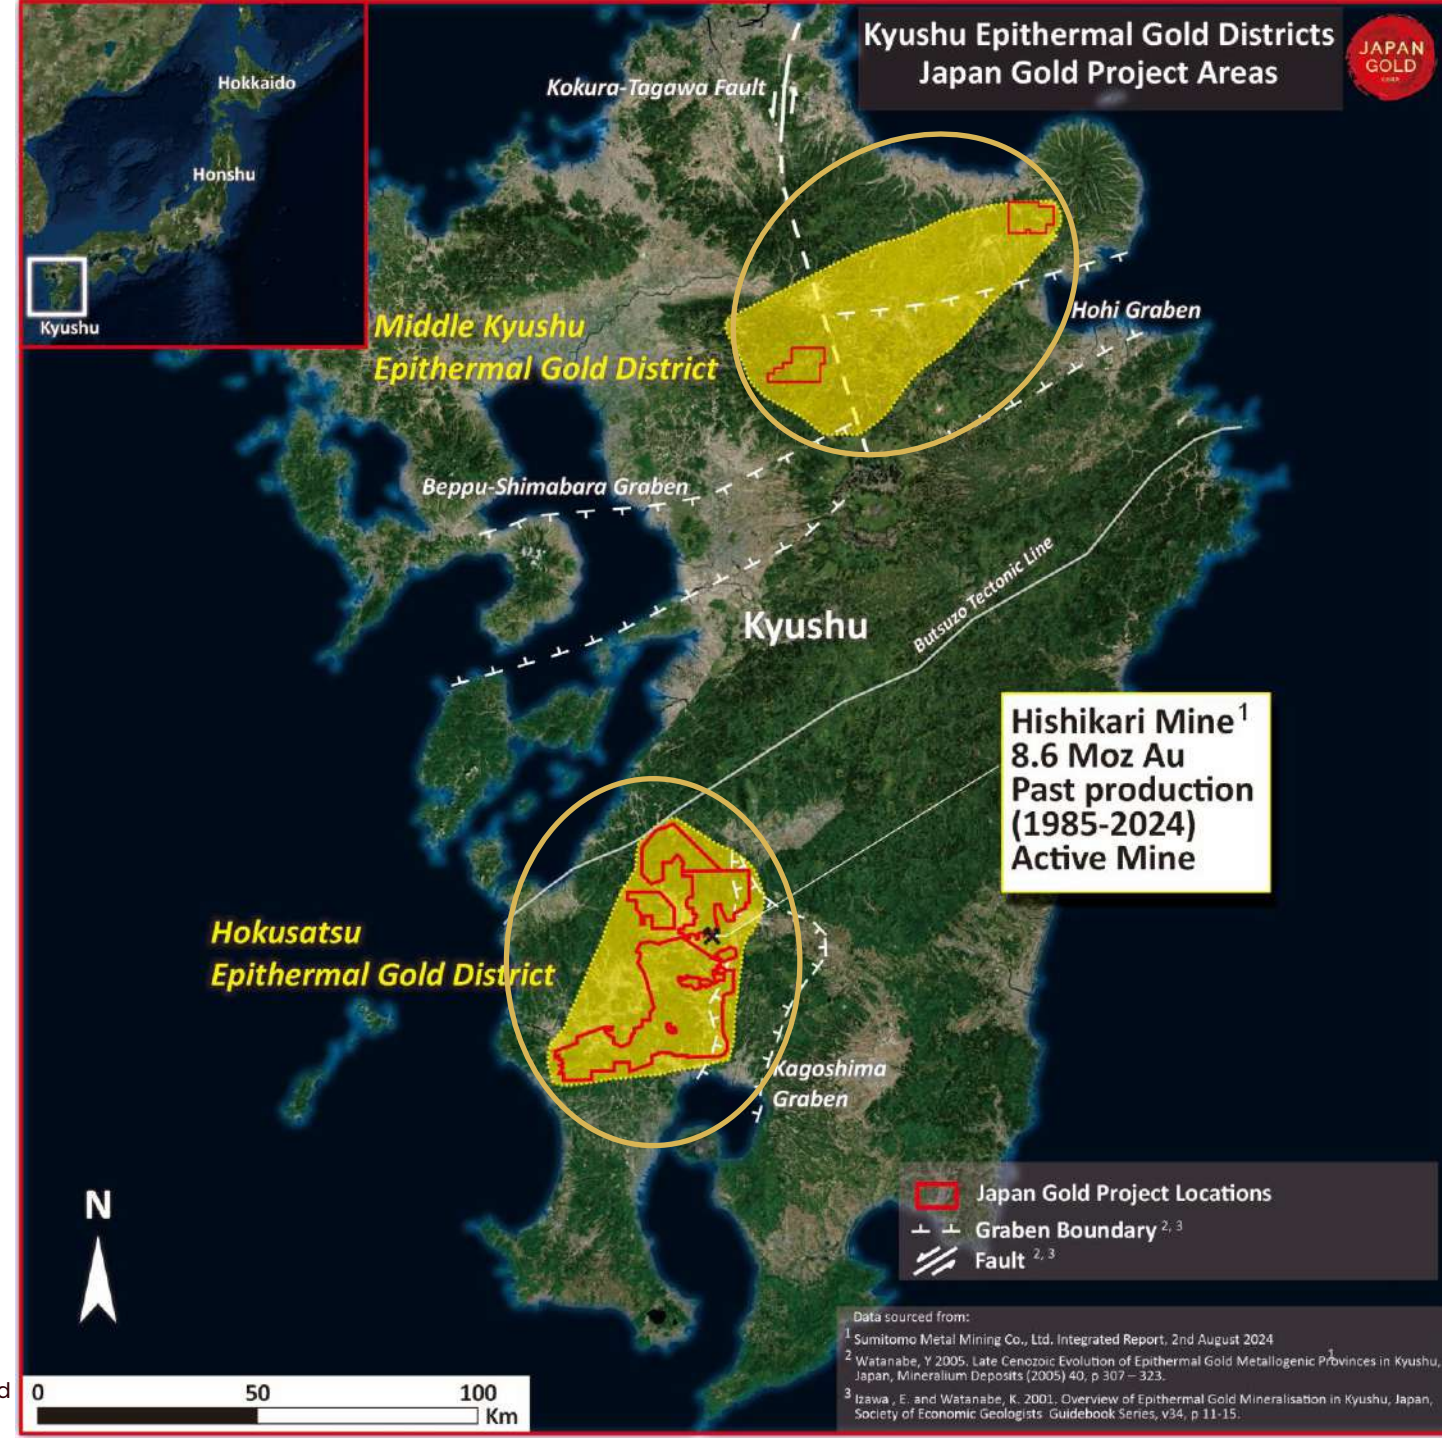 Kyushu Epithermal Gold Districts
Japan Gold Project Areas
JAPAN
GOLD
Hokkaido
Honshu
Kyushu
Kokura-Tagawa Fault
Hohi Graben
Middle Kyushu
Epithermal Gold District
Beppu-Shimabara Graben
Kyushu
Butsuzo Tectonic Line
Hishikari Mine 1
8.6 Moz Au
Past production
(1985-2024)
Active Mine
Hokusatsu
Epithermal Gold District
Kagoshima
Graben
N
Japan Gold Project Locations
Graben Boundary 2, 3
Fault 2, 3
Data sourced from:
1 Sumitomo Metal Mining Co., Ltd. Integrated Report, 2nd August 2024
1
2 Watanabe, Y 2005. Late Cenozoic Evolution of Epithermal Gold Metallogenic Provinces in Kyushu,
Japan, Mineralium Deposits (2005) 40, p 307 – 323.
3 Izawa , E. and Watanabe, K. 2001. Overview of Epithermal Gold Mineralisation in Kyushu, Japan,
Society of Economic Geologists Guidebook Series, v34, p 11-15.
0 50 100
Km